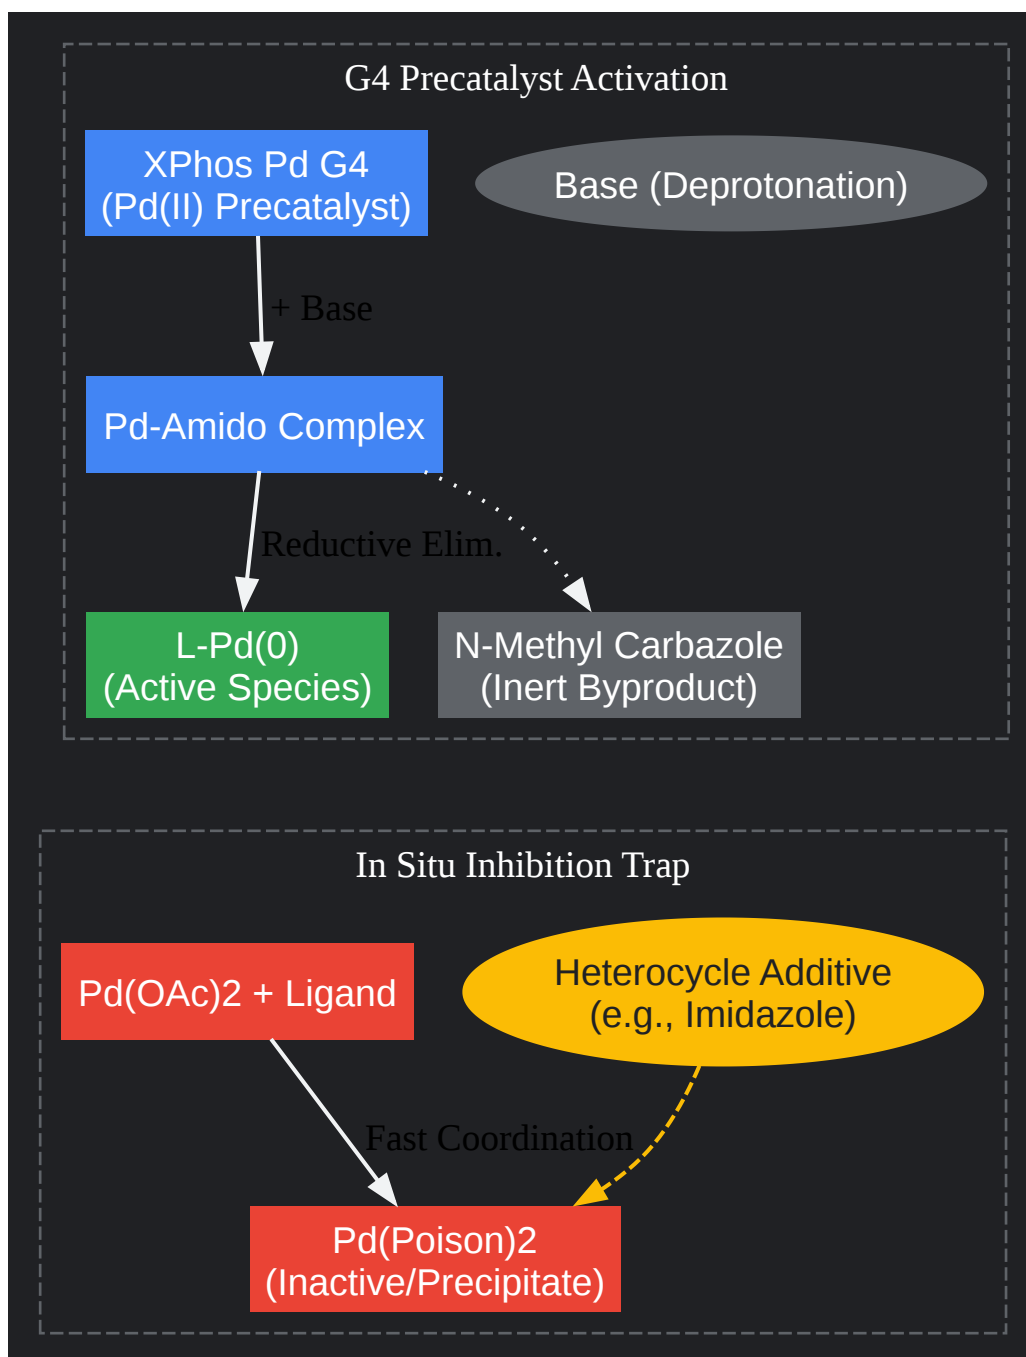 G4 Precatalyst Activation
XPhos Pd G4
(Pd(II) Precatalyst)
Base (Deprotonation)
+ Base
Pd-Amido Complex
Reductive Elim.
L-Pd(0)
(Active Species)
N-Methyl Carbazole
(Inert Byproduct)
In Situ Inhibition Trap
Pd(OAc)2 + Ligand
Heterocycle Additive
(e.g., Imidazole)
Fast Coordination
Pd(Poison)2
(Inactive/Precipitate)